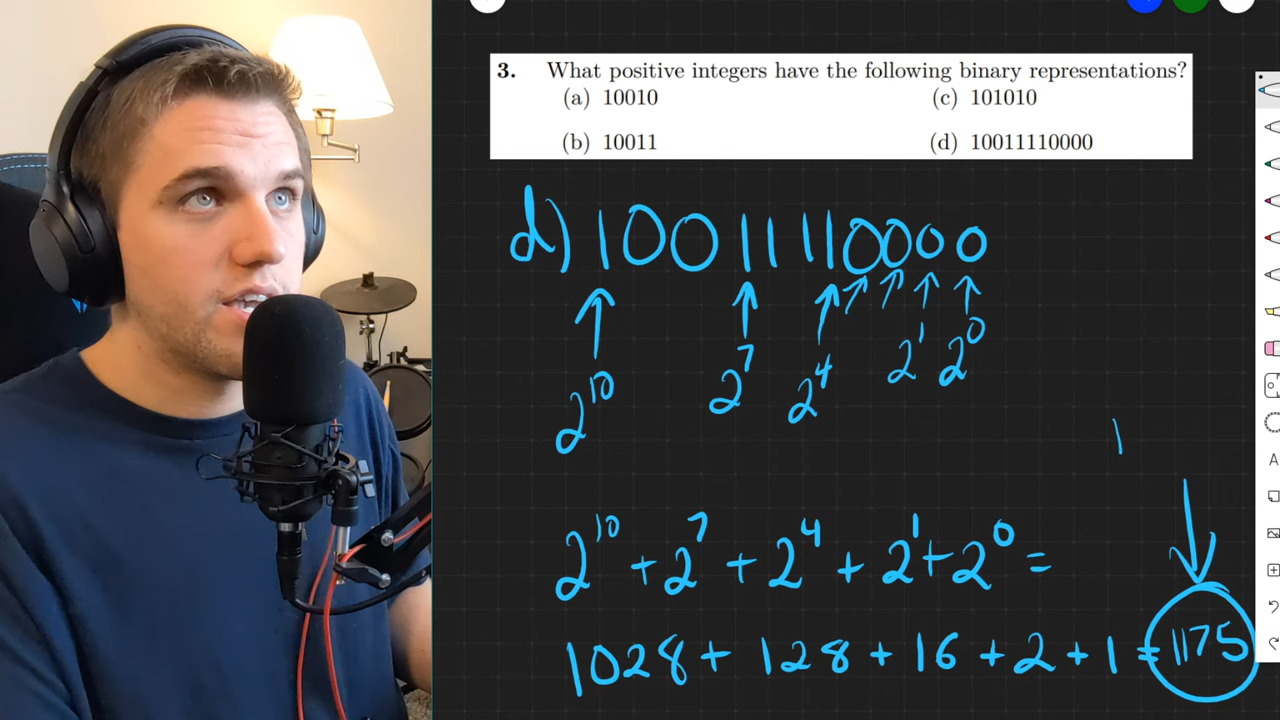 3. What positive integers have the following binary representations?
(a) 10010 (c) 101010
(b) 10011 (d) 10011110000
d) 10011110000
2^10 2^7 2^4 2^1 2^0
1
2^10 + 2^7 + 2^4 + 2^1 + 2^0 =
1028 + 128 + 16 + 2 + 1 = 1175
A